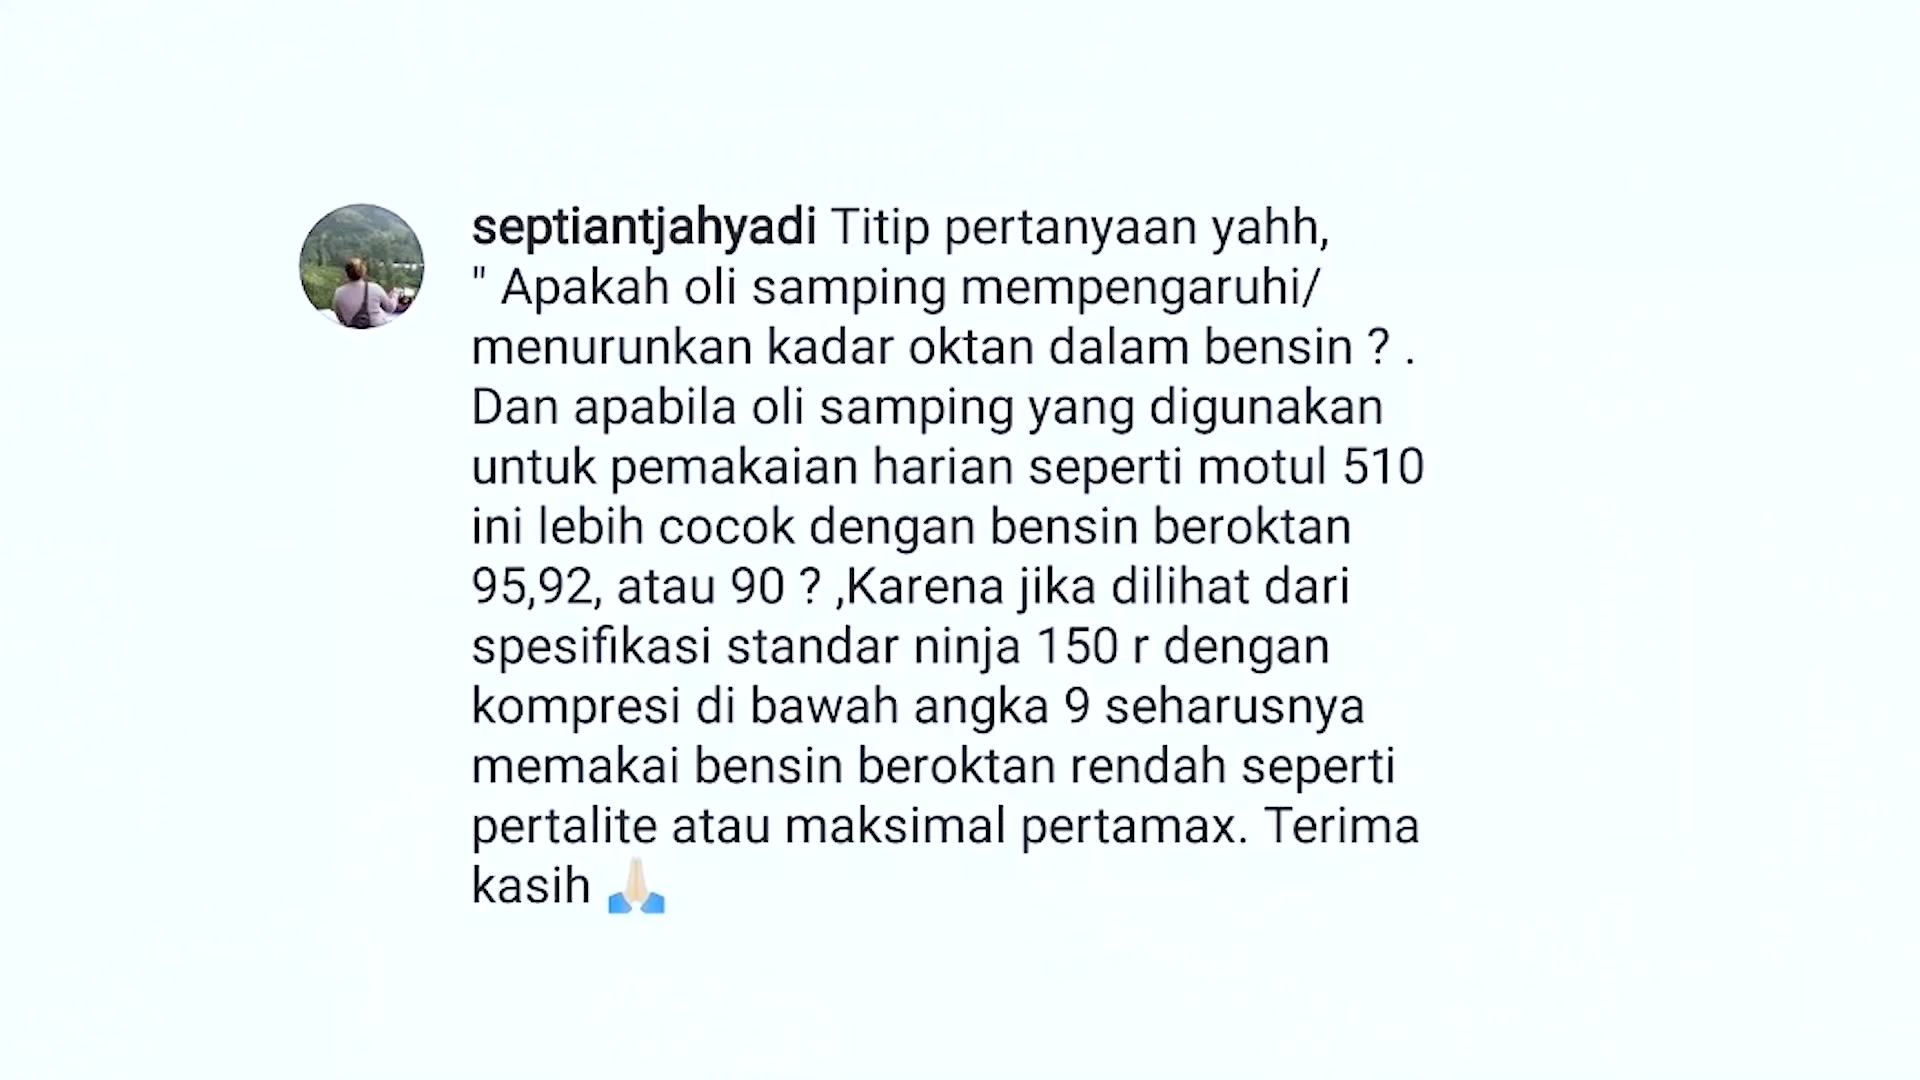 septiantjahyadi Titip pertanyaan yahh,
" Apakah oli samping mempengaruhi/
menurunkan kadar oktan dalam bensin ? .
Dan apabila oli samping yang digunakan
untuk pemakaian harian seperti motul 510
ini lebih cocok dengan bensin beroktan
95,92, atau 90 ? ,Karena jika dilihat dari
spesifikasi standar ninja 150 r dengan
kompresi di bawah angka 9 seharusnya
memakai bensin beroktan rendah seperti
pertalite atau maksimal pertamax. Terima
kasih 🙏🏻